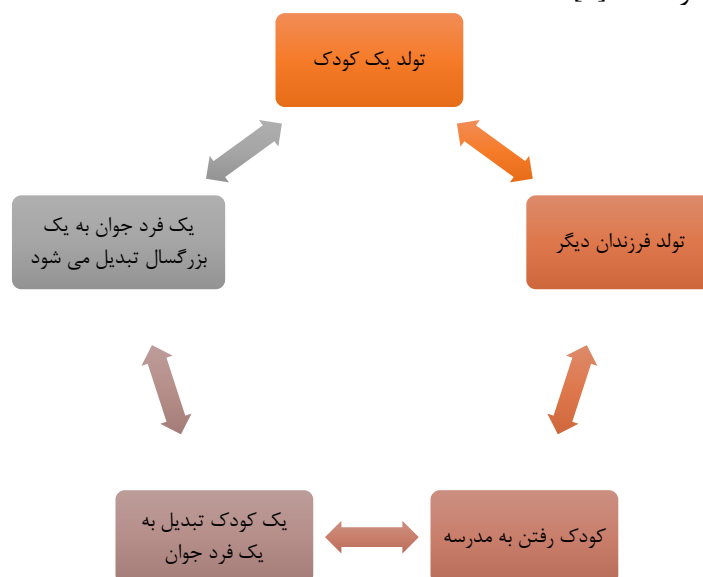 تولد یک کودک
تولد فرزندان دیگر
کودک رفتن به مدرسه
یک کودک تبدیل به
یک فرد جوان
یک فرد جوان به یک
بزرگسال تبدیل می شود